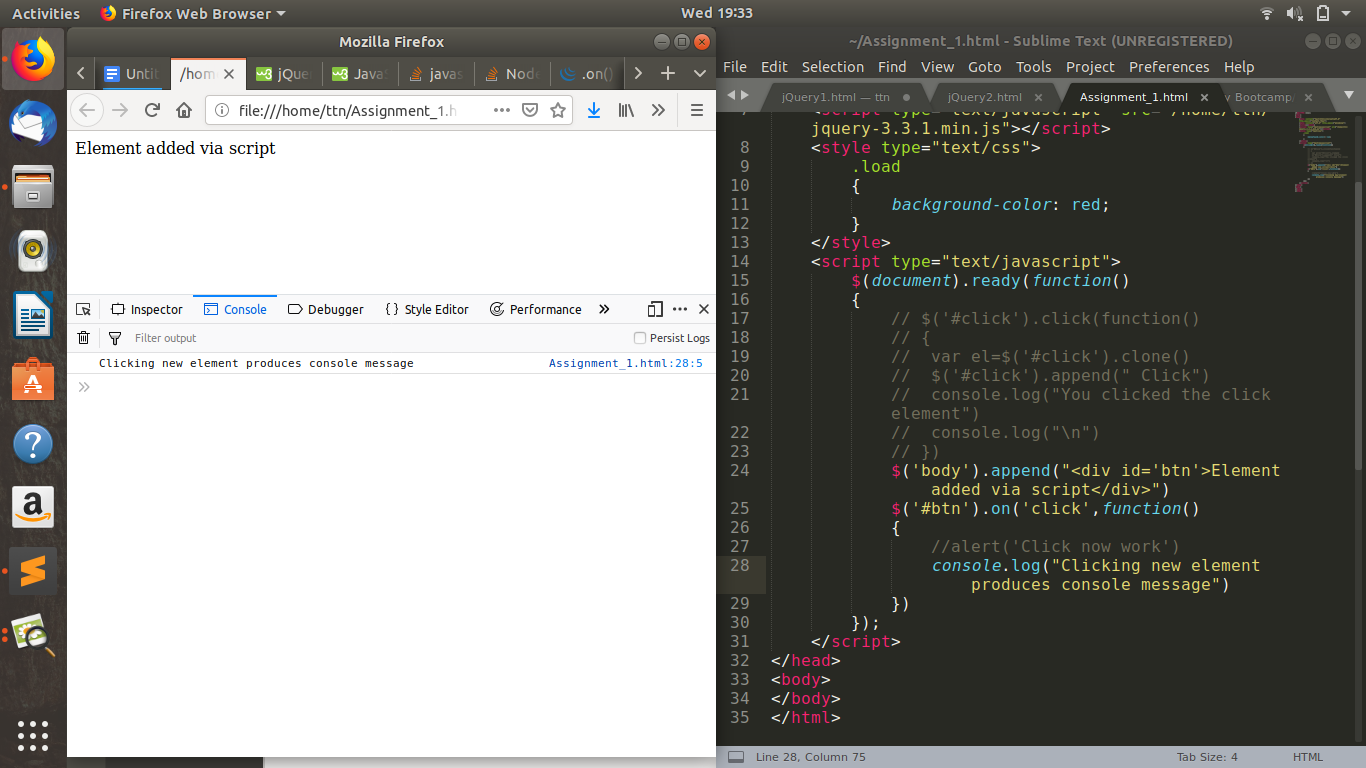 Activities Firefox Web Browser Wed 19:33
Mozilla Firefox
Untit /hom jQue Java javas Node .on()
file:///home/ttn/Assignment_1.h
Element added via script
Inspector Console Debugger Style Editor Performance
Filter output Persist Logs
Clicking new element produces console message Assignment_1.html:28:5
~/Assignment_1.html - Sublime Text (UNREGISTERED)
File Edit Selection Find View Goto Tools Project Preferences Help
jQuery1.html — ttn jQuery2.html Assignment_1.html y Bootcamp/
7 <script type="text/javascript" src="/home/ttn/
jquery-3.3.1.min.js"></script>
8 <style type="text/css">
9 .load
10 {
11 background-color: red;
12 }
13 </style>
14 <script type="text/javascript">
15 $(document).ready(function()
16 {
17 // $('#click').click(function()
18 // {
19 // var el=$('#click').clone()
20 // $('#click').append(" Click")
21 // console.log("You clicked the click
element")
22 // console.log("\n")
23 // })
24 $('body').append("<div id='btn'>Element
added via script</div>")
25 $('#btn').on('click',function()
26 {
27 //alert('Click now work')
28 console.log("Clicking new element
produces console message")
29 })
30 });
31 </script>
32 </head>
33 <body>
34 </body>
35 </html>
Line 28, Column 75 Tab Size: 4 HTML